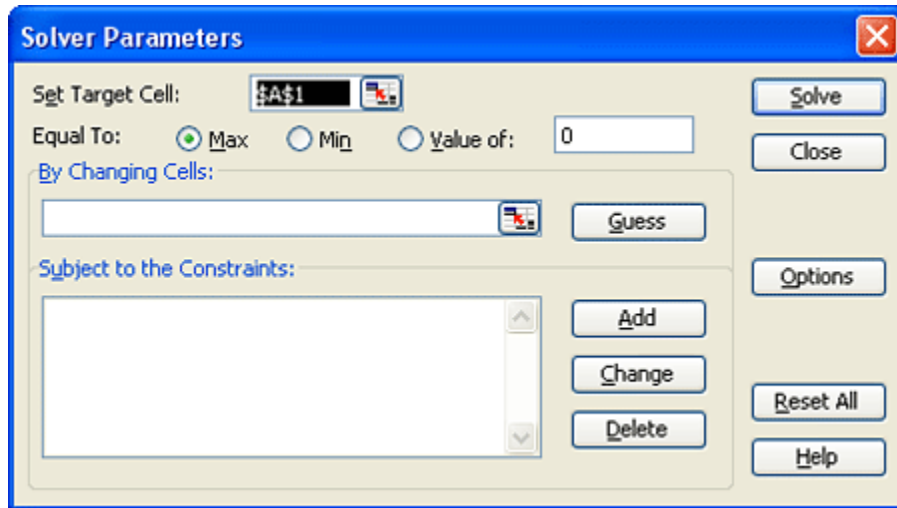 Solver Parameters
Set Target Cell: $A$1 Solve
Equal To: Max Min Value of: 0
Close
By Changing Cells:
Guess
Subject to the Constraints:
Options
Add
Change
Reset All
Delete
Help